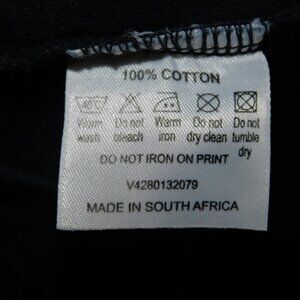 100% COTTON
40°C
Warm Do not Warm Do not Do not
wash bleach iron dry clean tumble
dry
DO NOT IRON ON PRINT
V4280132079
MADE IN SOUTH AFRICA